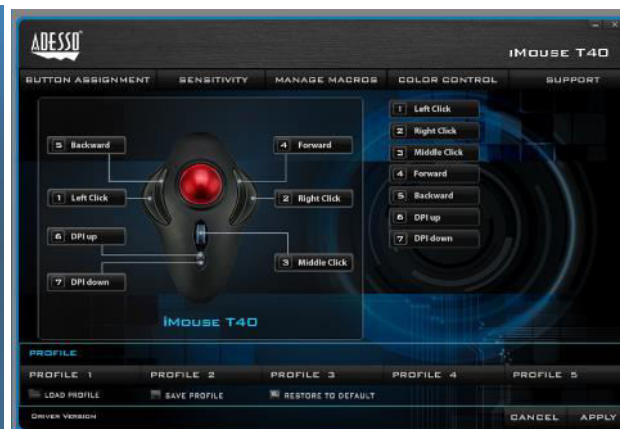 ADESSO
iMouse T40
BUTTON ASSIGNMENT SENSITIVITY MANAGE MACROS COLOR CONTROL SUPPORT
5 Backward
4 Forward
1 Left Click
2 Right Click
6 DPI up
3 Middle Click
7 DPI down
iMouse T40
1 Left Click
2 Right Click
3 Middle Click
4 Forward
5 Backward
6 DPI up
7 DPI down
PROFILE
PROFILE 1 PROFILE 2 PROFILE 3 PROFILE 4 PROFILE 5
LOAD PROFILE SAVE PROFILE RESTORE TO DEFAULT
Driver Version CANCEL APPLY